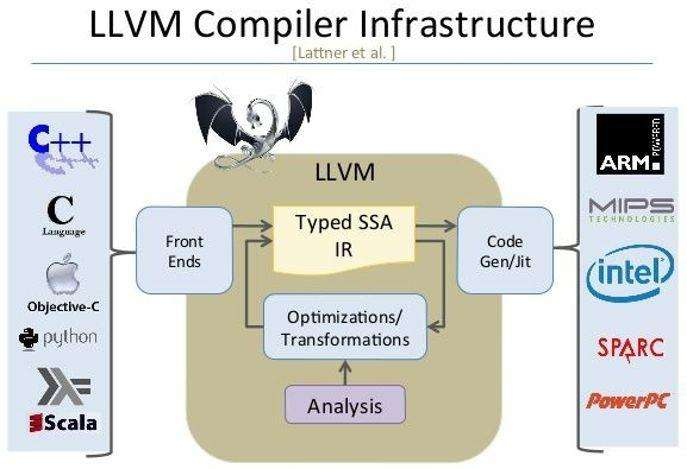 LLVM Compiler Infrastructure
[Lattner et al. ]
C++
C
Language
Objective-C
python
Scala
Front
Ends
LLVM
Typed SSA
IR
Optimizations/
Transformations
Analysis
Code
Gen/Jit
ARM
POWERED
MIPS
TECHNOLOGIES
intel
SPARC
PowerPC